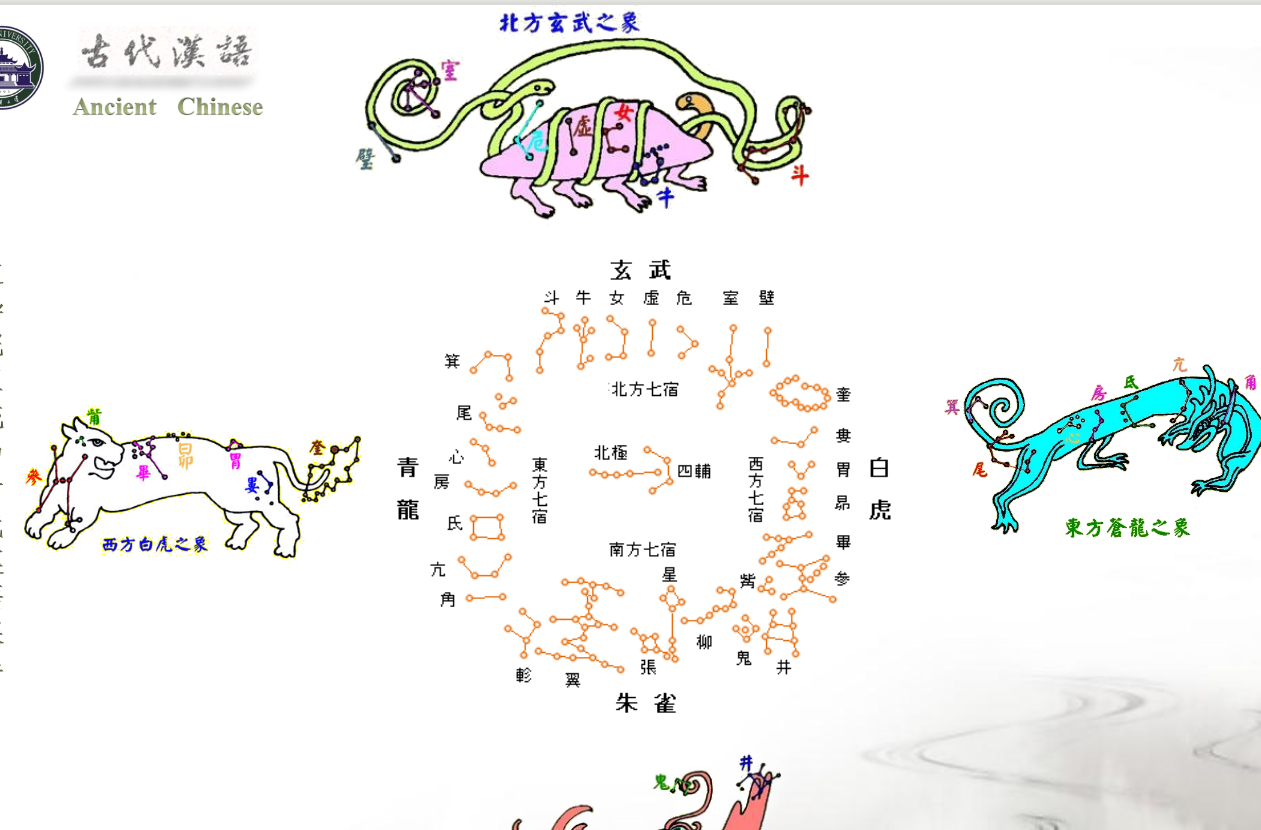 北方玄武之象
古代漢語
Ancient Chinese
室
壁
危
虛
女
牛
斗
玄武
斗 牛 女 虛 危 室 壁
北方七宿
箕
尾
心
房
氐
亢
角
青龍
東方七宿
北極
四輔
西方七宿
白虎
奎
婁
胃
昴
畢
參
觜
南方七宿
星
柳
鬼
井
張
翼
軫
朱雀
觜
參
畢
昴
胃
婁
奎
西方白虎之象
亢
角
氐
房
心
箕
尾
東方蒼龍之象
鬼
井